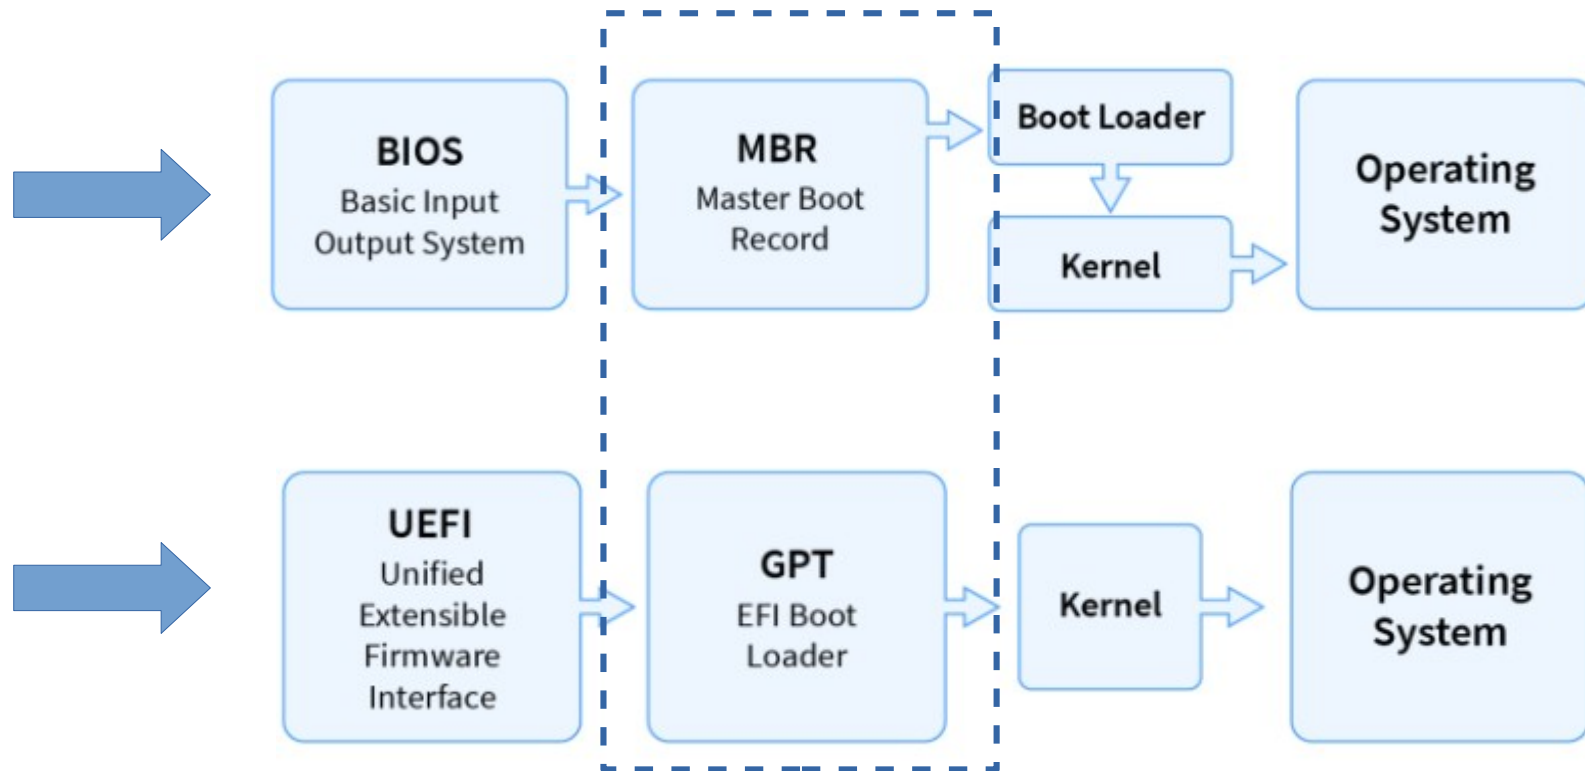 BIOS
Basic Input
Output System
MBR
Master Boot
Record
Boot Loader
Kernel
Operating
System
UEFI
Unified
Extensible
Firmware
Interface
GPT
EFI Boot
Loader
Kernel
Operating
System